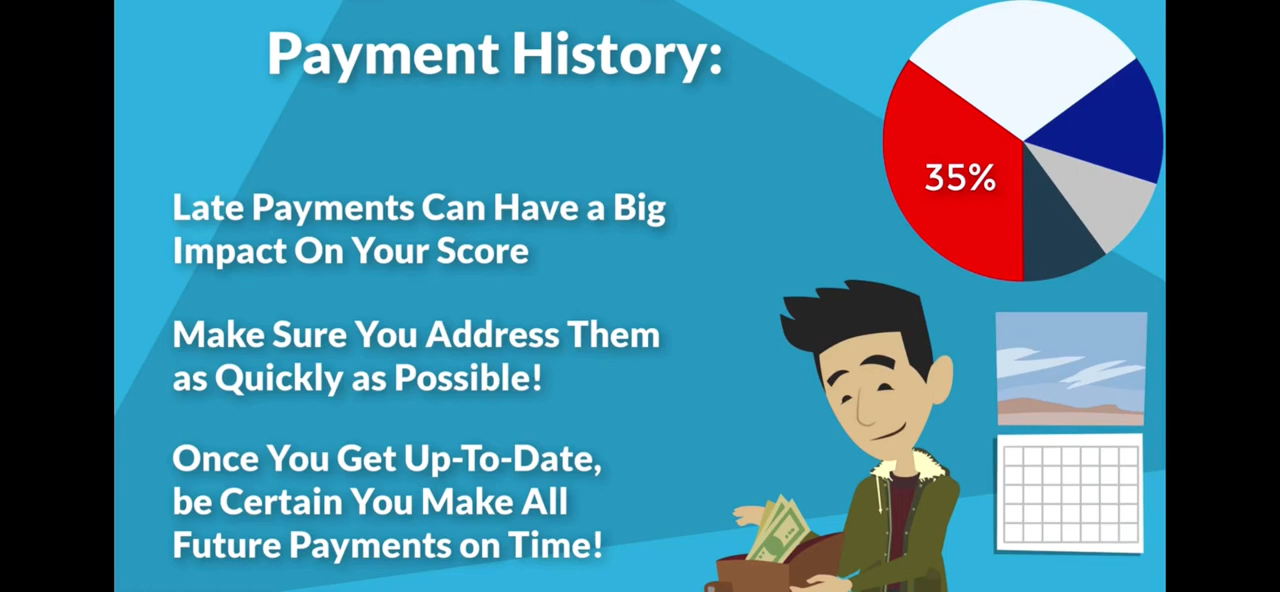 Payment History:
35%
Late Payments Can Have a Big
Impact On Your Score
Make Sure You Address Them
as Quickly as Possible!
Once You Get Up-To-Date,
be Certain You Make All
Future Payments on Time!